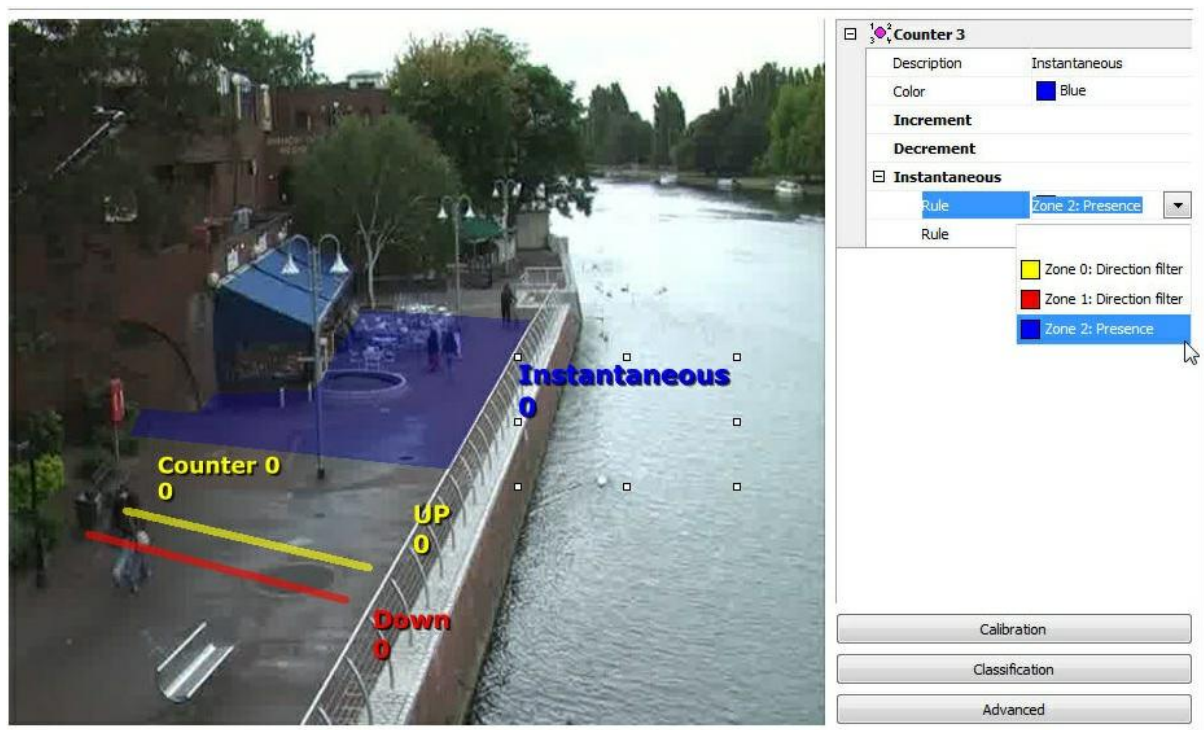 Counter 3
Description Instantaneous
Color Blue
Increment
Decrement
Instantaneous
Rule Zone 2: Presence
Rule
Zone 0: Direction filter
Zone 1: Direction filter
Zone 2: Presence
Instantaneous
0
Counter 0
0
UP
0
Down
0
Calibration
Classification
Advanced